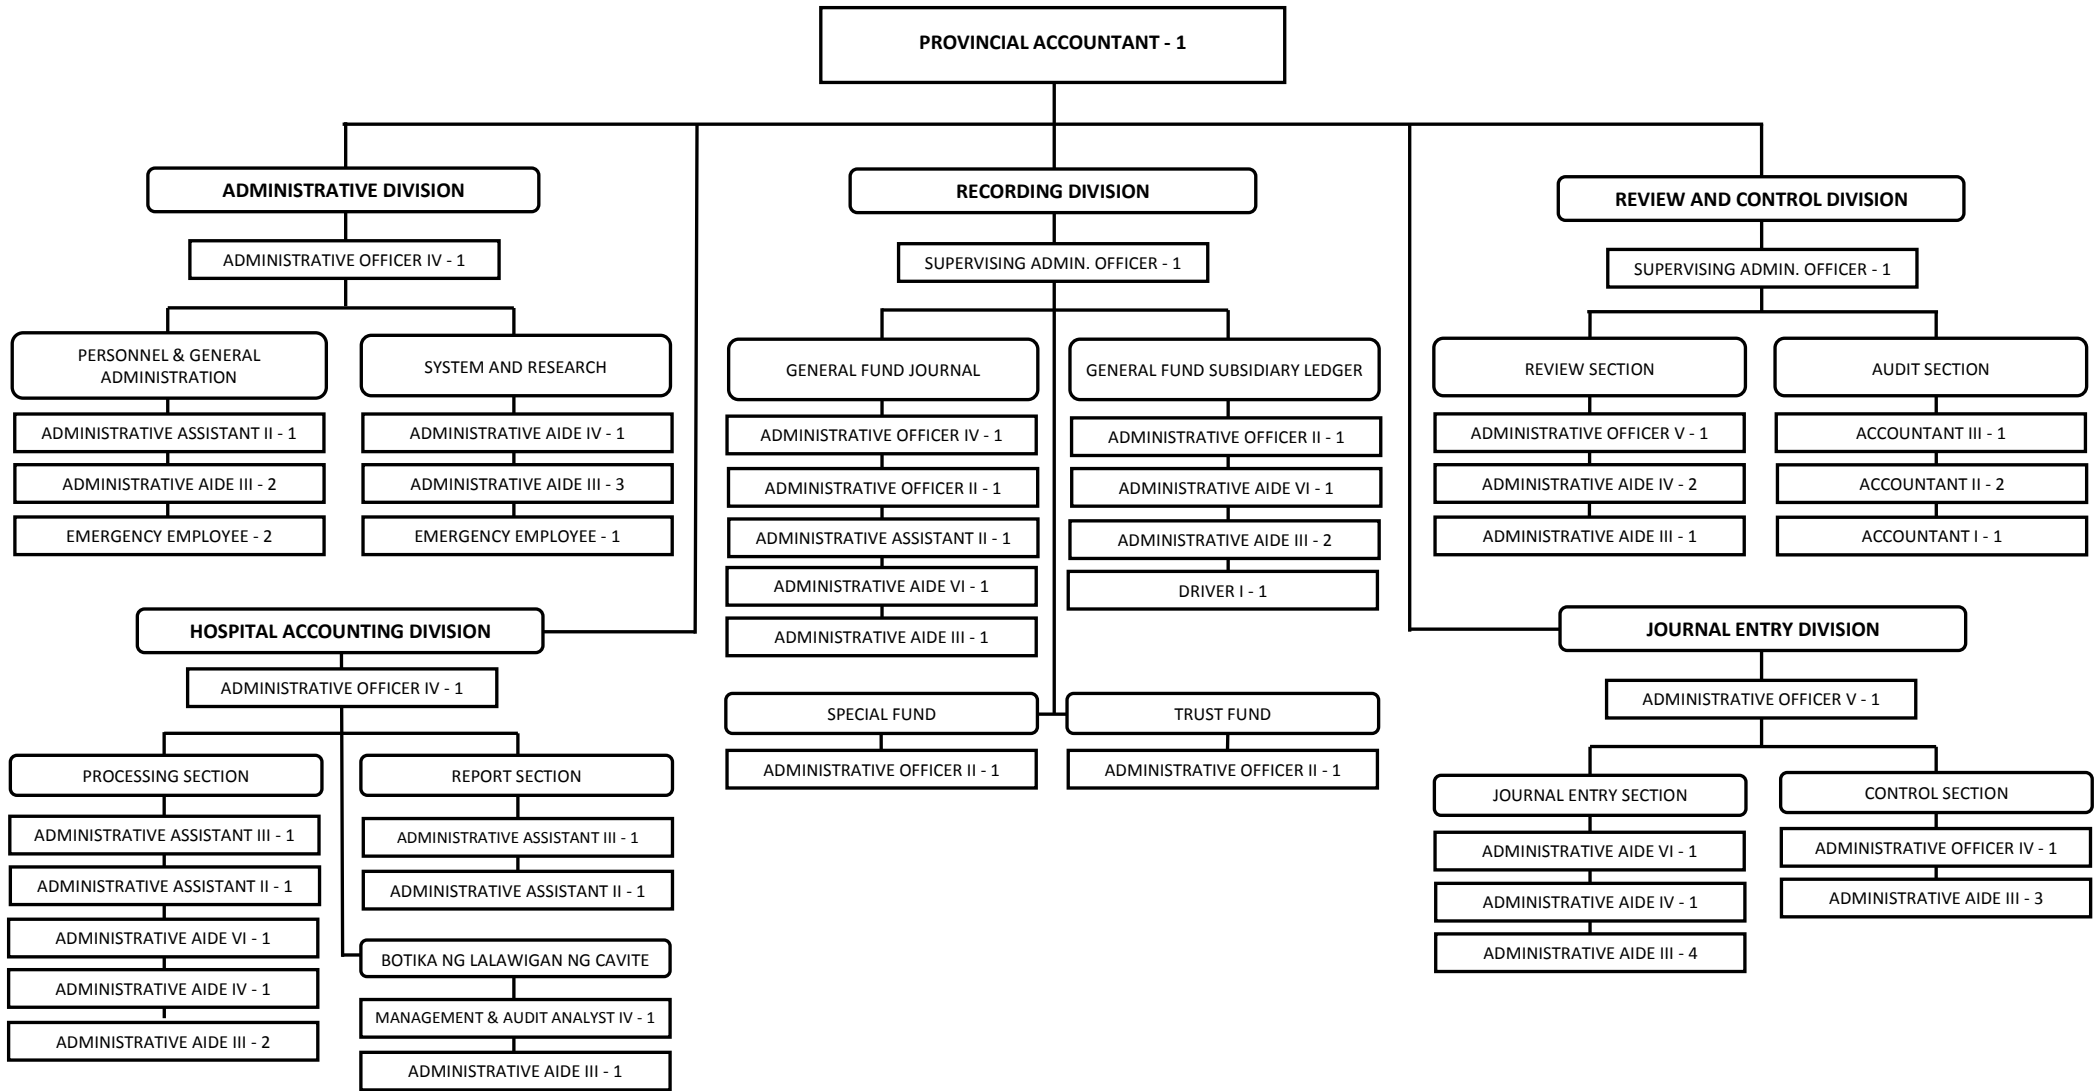 PROVINCIAL ACCOUNTANT - 1
ADMINISTRATIVE DIVISION
ADMINISTRATIVE OFFICER IV - 1
PERSONNEL & GENERAL
ADMINISTRATION
ADMINISTRATIVE ASSISTANT II - 1
ADMINISTRATIVE AIDE III - 2
EMERGENCY EMPLOYEE - 2
SYSTEM AND RESEARCH
ADMINISTRATIVE AIDE IV - 1
ADMINISTRATIVE AIDE III - 3
EMERGENCY EMPLOYEE - 1
HOSPITAL ACCOUNTING DIVISION
ADMINISTRATIVE OFFICER IV - 1
PROCESSING SECTION
ADMINISTRATIVE ASSISTANT III - 1
ADMINISTRATIVE ASSISTANT II - 1
ADMINISTRATIVE AIDE VI - 1
ADMINISTRATIVE AIDE IV - 1
ADMINISTRATIVE AIDE III - 2
REPORT SECTION
ADMINISTRATIVE ASSISTANT III - 1
ADMINISTRATIVE ASSISTANT II - 1
BOTIKA NG LALAWIGAN NG CAVITE
MANAGEMENT & AUDIT ANALYST IV - 1
ADMINISTRATIVE AIDE III - 1
RECORDING DIVISION
SUPERVISING ADMIN. OFFICER - 1
GENERAL FUND JOURNAL
ADMINISTRATIVE OFFICER IV - 1
ADMINISTRATIVE OFFICER II - 1
ADMINISTRATIVE ASSISTANT II - 1
ADMINISTRATIVE AIDE VI - 1
ADMINISTRATIVE AIDE III - 1
GENERAL FUND SUBSIDIARY LEDGER
ADMINISTRATIVE OFFICER II - 1
ADMINISTRATIVE AIDE VI - 1
ADMINISTRATIVE AIDE III - 2
DRIVER I - 1
SPECIAL FUND
ADMINISTRATIVE OFFICER II - 1
TRUST FUND
ADMINISTRATIVE OFFICER II - 1
REVIEW AND CONTROL DIVISION
SUPERVISING ADMIN. OFFICER - 1
REVIEW SECTION
ADMINISTRATIVE OFFICER V - 1
ADMINISTRATIVE AIDE IV - 2
ADMINISTRATIVE AIDE III - 1
AUDIT SECTION
ACCOUNTANT III - 1
ACCOUNTANT II - 2
ACCOUNTANT I - 1
JOURNAL ENTRY DIVISION
ADMINISTRATIVE OFFICER V - 1
JOURNAL ENTRY SECTION
ADMINISTRATIVE AIDE VI - 1
ADMINISTRATIVE AIDE IV - 1
ADMINISTRATIVE AIDE III - 4
CONTROL SECTION
ADMINISTRATIVE OFFICER IV - 1
ADMINISTRATIVE AIDE III - 3